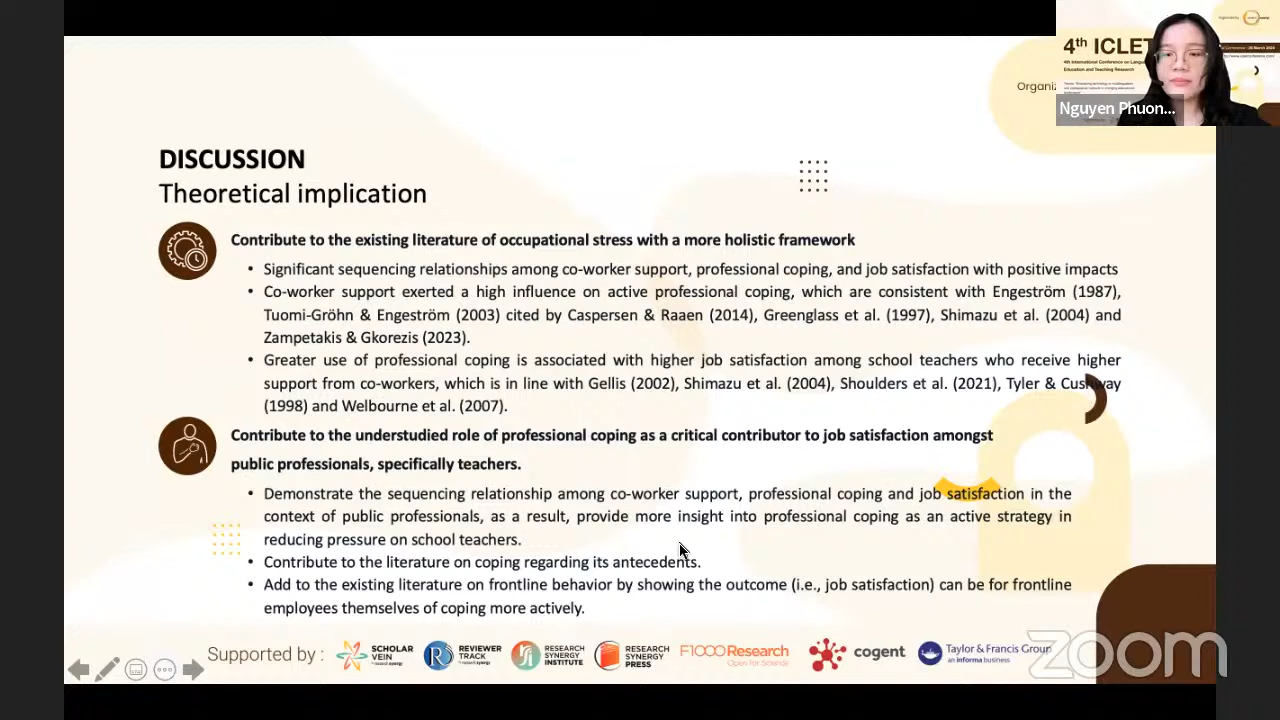 4th ICLET
4th International Conference on
Education and Teaching Research
Nguyen Phuon...
DISCUSSION
Theoretical implication
Contribute to the existing literature of occupational stress with a more holistic framework
• Significant sequencing relationships among co-worker support, professional coping, and job satisfaction with positive impacts
• Co-worker support exerted a high influence on active professional coping, which are consistent with Engeström (1987),
Tuomi-Gröhn & Engeström (2003) cited by Caspersen & Raaen (2014), Greenglass et al. (1997), Shimazu et al. (2004) and
Zampetakis & Gkorezis (2023).
• Greater use of professional coping is associated with higher job satisfaction among school teachers who receive higher
support from co-workers, which is in line with Gellis (2002), Shimazu et al. (2004), Shoulders et al. (2021), Tyler & Cushway
(1998) and Welbourne et al. (2007).
Contribute to the understudied role of professional coping as a critical contributor to job satisfaction amongst
public professionals, specifically teachers.
• Demonstrate the sequencing relationship among co-worker support, professional coping and job satisfaction in the
context of public professionals, as a result, provide more insight into professional coping as an active strategy in
reducing pressure on school teachers.
• Contribute to the literature on coping regarding its antecedents.
• Add to the existing literature on frontline behavior by showing the outcome (i.e., job satisfaction) can be for frontline
employees themselves of coping more actively.
Supported by :
SCHOLAR
VEIN
REVIEWER
TRACK
RESEARCH
SYNERGY
INSTITUTE
RESEARCH
SYNERGY
PRESS
F1000Research
Open for Science
cogent
Taylor & Francis Group
an informa business
zoom